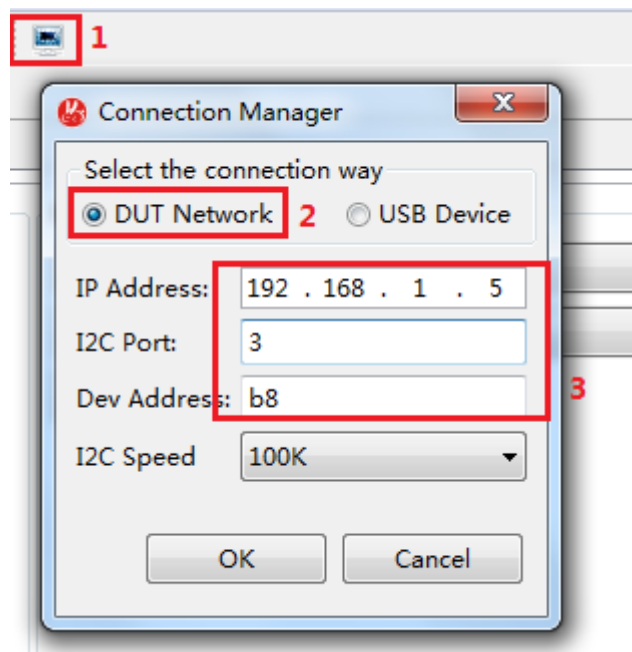 1
Connection Manager
Select the connection way
DUT Network 2 USB Device
IP Address: 192 . 168 . 1 . 5
I2C Port: 3
Dev Address: b8
3
I2C Speed 100K
OK Cancel